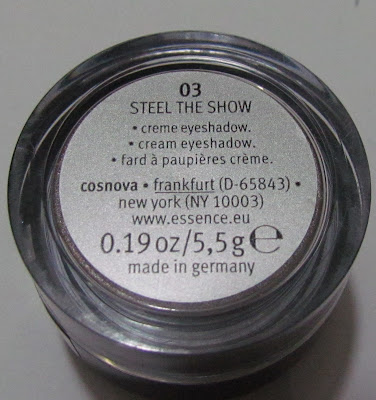 03
STEEL THE SHOW
• creme eyeshadow.
• cream eyeshadow.
• fard à paupières crème.
cosnova • frankfurt (D-65843) •
new york (NY 10003)
www.essence.eu
0.19 oz/5,5g ℮
made in germany